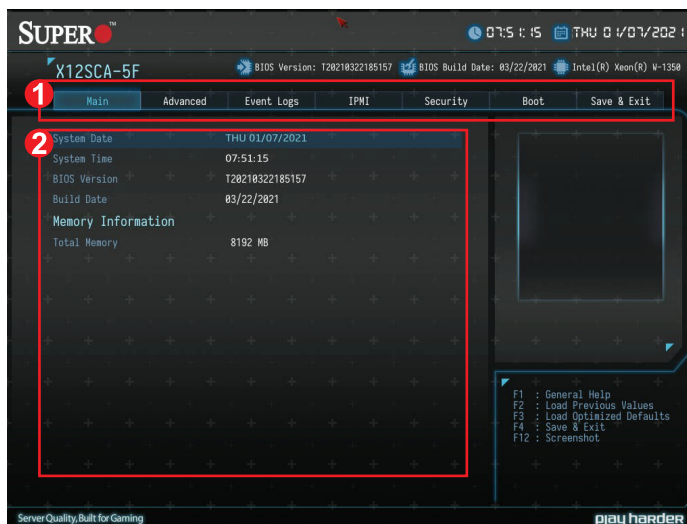 SUPER™
07:51:15 THU 01/07/2021
X12SCA-5F
BIOS Version: T20210322185157 BIOS Build Date: 03/22/2021 Intel(R) Xeon(R) W-1350
1
Main Advanced Event Logs IPMI Security Boot Save & Exit
2
System Date THU 01/07/2021
System Time 07:51:15
BIOS Version T20210322185157
Build Date 03/22/2021
Memory Information
Total Memory 8192 MB
F1 : General Help
F2 : Load Previous Values
F3 : Load Optimized Defaults
F4 : Save & Exit
F12 : Screenshot
Server Quality, Built for Gaming
play harder